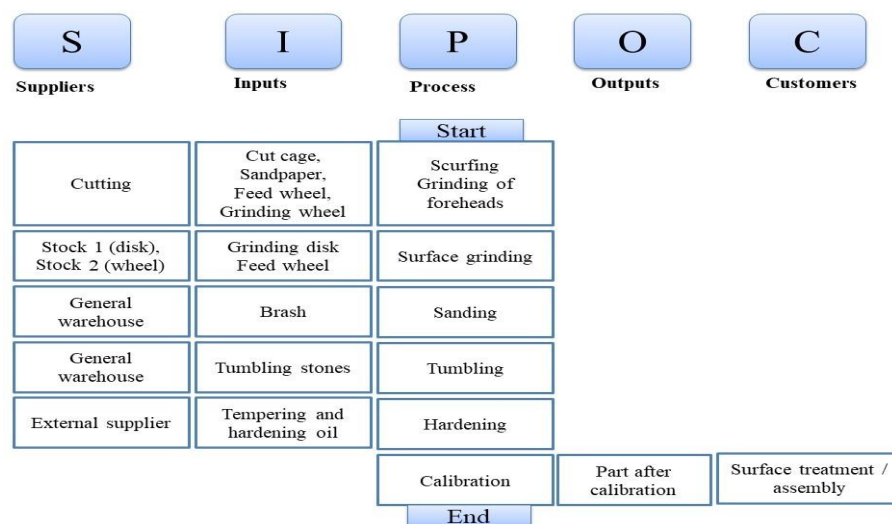 S
I
P
O
C
Suppliers
Inputs
Process
Outputs
Customers
Start
Cutting
Cut cage,
Sandpaper,
Feed wheel,
Grinding wheel
Scurfing
Grinding of
foreheads
Stock 1 (disk),
Stock 2 (wheel)
Grinding disk
Feed wheel
Surface grinding
General
warehouse
Brash
Sanding
General
warehouse
Tumbling stones
Tumbling
External supplier
Tempering and
hardening oil
Hardening
Calibration
Part after
calibration
Surface treatment /
assembly
End